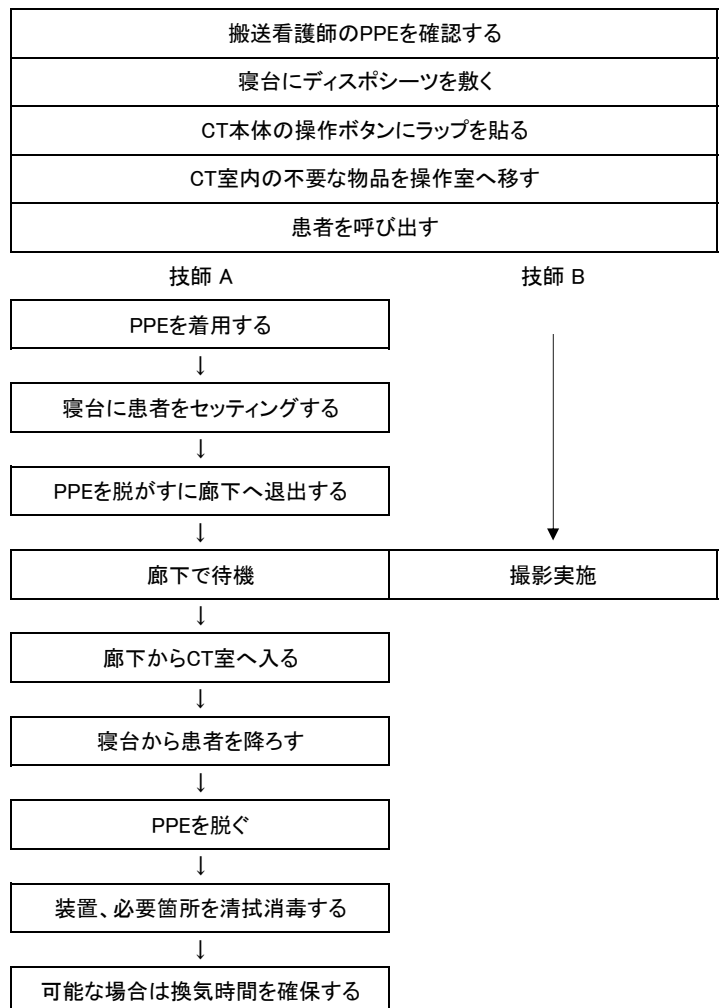 搬送看護師のPPEを確認する
寝台にディスポシーツを敷く
CT本体の操作ボタンにラップを貼る
CT室内の不要な物品を操作室へ移す
患者を呼び出す
技師 A
技師 B
PPEを着用する
↓
寝台に患者をセッティングする
↓
PPEを脱がすに廊下へ退出する
↓
廊下で待機
撮影実施
↓
廊下からCT室へ入る
↓
寝台から患者を降ろす
↓
PPEを脱ぐ
↓
装置、必要箇所を清拭消毒する
↓
可能な場合は換気時間を確保する